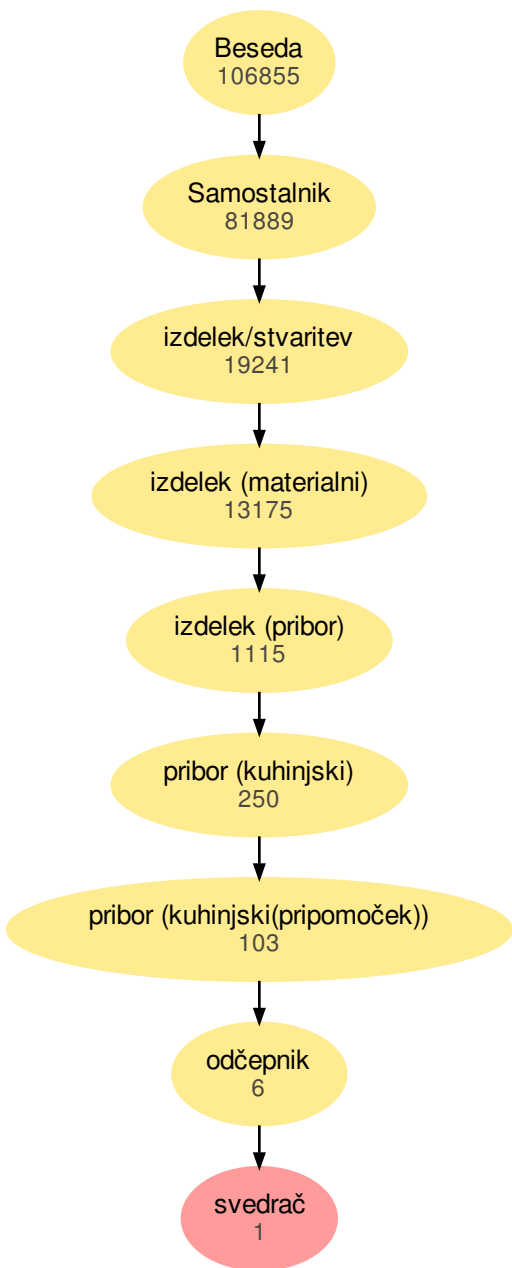 Beseda
106855
Samostalnik
81889
izdelek/stvaritev
19241
izdelek (materialni)
13175
izdelek (pribor)
1115
pribor (kuhinjski)
250
pribor (kuhinjski(pripomoček))
103
odčepnik
6
svedrač
1